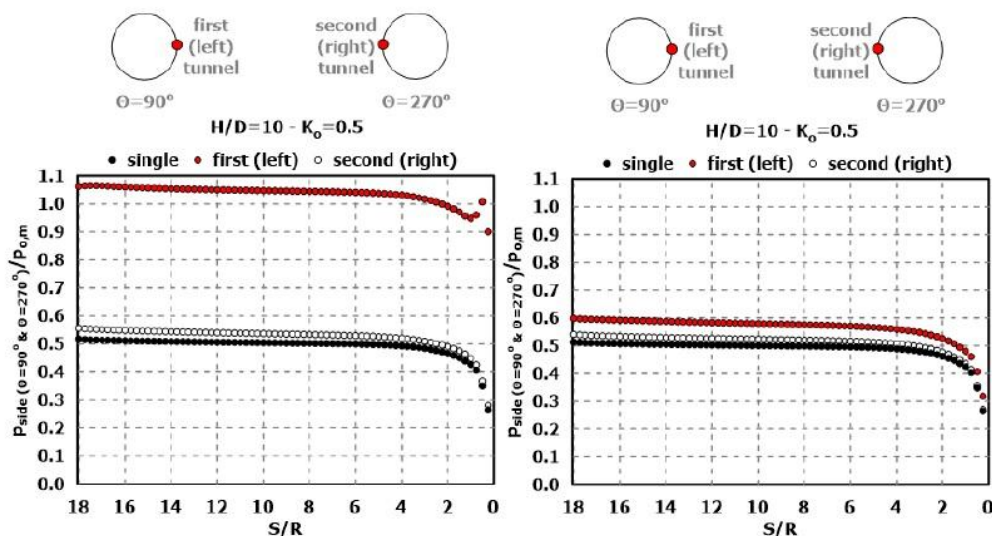 first
(left)
tunnel
second
(right)
tunnel
Θ=90°
Θ=270°
H/D=10 - Ko=0.5
single
first (left)
second (right)
pside (Θ=90° & Θ=270°)/po,m
1.1
1.0
0.9
0.8
0.7
0.6
0.5
0.4
0.3
0.2
0.1
0.0
18 16 14 12 10 8 6 4 2 0
S/R
first
(left)
tunnel
second
(right)
tunnel
Θ=90°
Θ=270°
H/D=10 - Ko=0.5
single
first (left)
second (right)
pside (Θ=90° & Θ=270°)/po,m
1.1
1.0
0.9
0.8
0.7
0.6
0.5
0.4
0.3
0.2
0.1
0.0
18 16 14 12 10 8 6 4 2 0
S/R